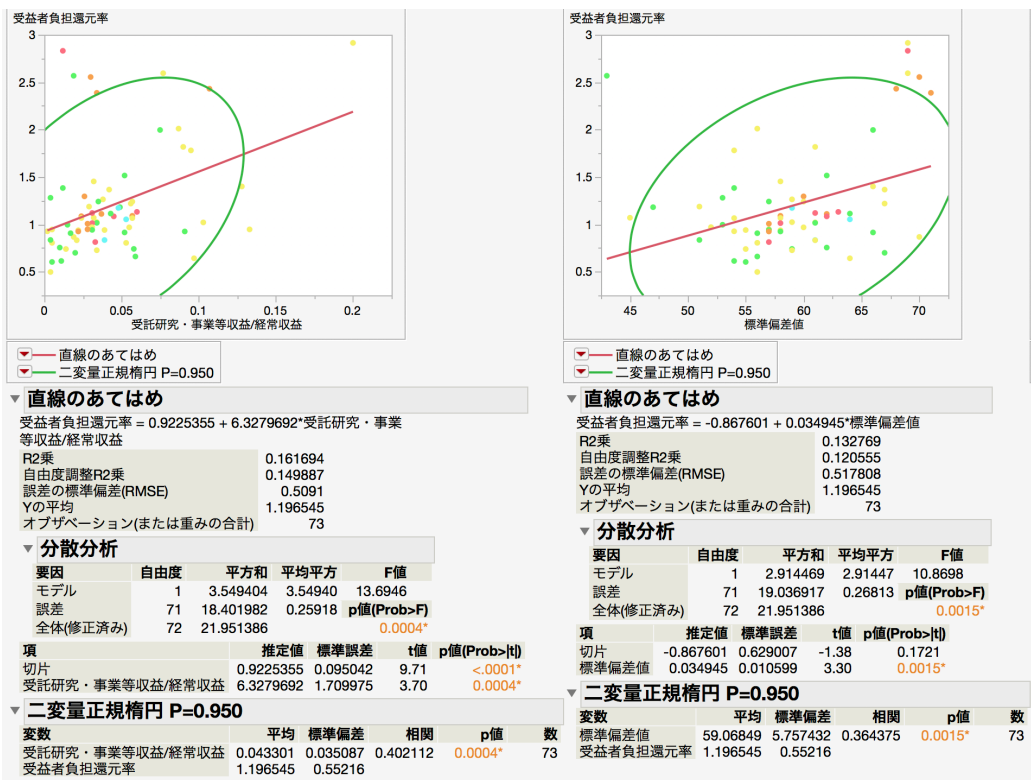 受益者負担還元率
3
2.5
2
1.5
1
0.5
0 0.05 0.1 0.15 0.2
受託研究・事業等収益/経常収益
直線のあてはめ
二変量正規楕円 P=0.950
直線のあてはめ
受益者負担還元率 = 0.9225355 + 6.3279692*受託研究・事業
等収益/経常収益
R2乗 0.161694
自由度調整R2乗 0.149887
誤差の標準偏差(RMSE) 0.5091
Yの平均 1.196545
オブザベーション(または重みの合計) 73
分散分析
要因 自由度 平方和 平均平方 F値
モデル 1 3.549404 3.54940 13.6946
誤差 71 18.401982 0.25918 p値(Prob>F)
全体(修正済み) 72 21.951386 0.0004*
項 推定値 標準誤差 t値 p値(Prob>|t|)
切片 0.9225355 0.095042 9.71 <.0001*
受託研究・事業等収益/経常収益 6.3279692 1.709975 3.70 0.0004*
二変量正規楕円 P=0.950
変数 平均 標準偏差 相関 p値 数
受託研究・事業等収益/経常収益 0.043301 0.035087 0.402112 0.0004* 73
受益者負担還元率 1.196545 0.55216
受益者負担還元率
3
2.5
2
1.5
1
0.5
45 50 55 60 65 70
標準偏差値
直線のあてはめ
二変量正規楕円 P=0.950
直線のあてはめ
受益者負担還元率 = -0.867601 + 0.034945*標準偏差値
R2乗 0.132769
自由度調整R2乗 0.120555
誤差の標準偏差(RMSE) 0.517808
Yの平均 1.196545
オブザベーション(または重みの合計) 73
分散分析
要因 自由度 平方和 平均平方 F値
モデル 1 2.914469 2.91447 10.8698
誤差 71 19.036917 0.26813 p値(Prob>F)
全体(修正済み) 72 21.951386 0.0015*
項 推定値 標準誤差 t値 p値(Prob>|t|)
切片 -0.867601 0.629007 -1.38 0.1721
標準偏差値 0.034945 0.010599 3.30 0.0015*
二変量正規楕円 P=0.950
変数 平均 標準偏差 相関 p値 数
標準偏差値 59.06849 5.757432 0.364375 0.0015* 73
受益者負担還元率 1.196545 0.55216